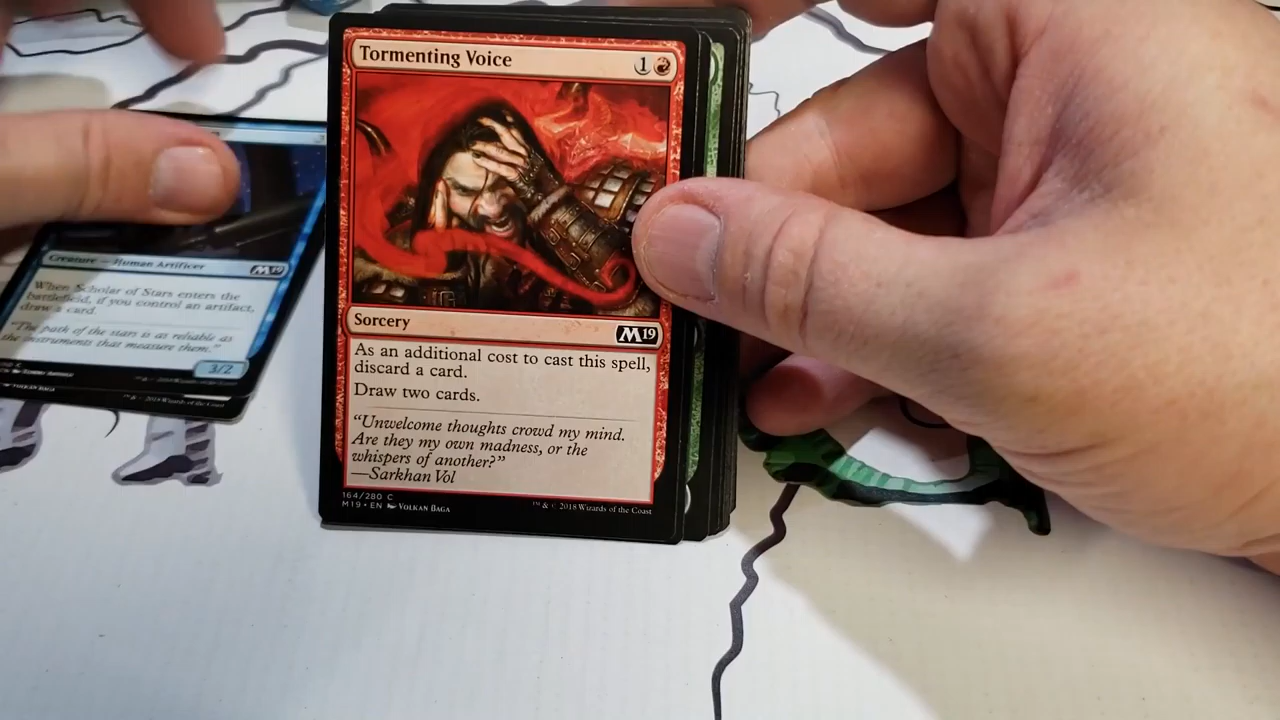 Tormenting Voice 1
Sorcery M19
As an additional cost to cast this spell,
discard a card.
Draw two cards.
"Unwelcome thoughts crowd my mind.
Are they my own madness, or the
whispers of another?"
—Sarkhan Vol
164/280 C
M19 • EN VOLKAN BAGA ™ & © 2018 Wizards of the Coast
Creature — Human Artificer M19
When Scholar of Stars enters the
battlefield, if you control an artifact,
draw a card.
"The path of the stars is as reliable as
the instruments that measure them."
3/2